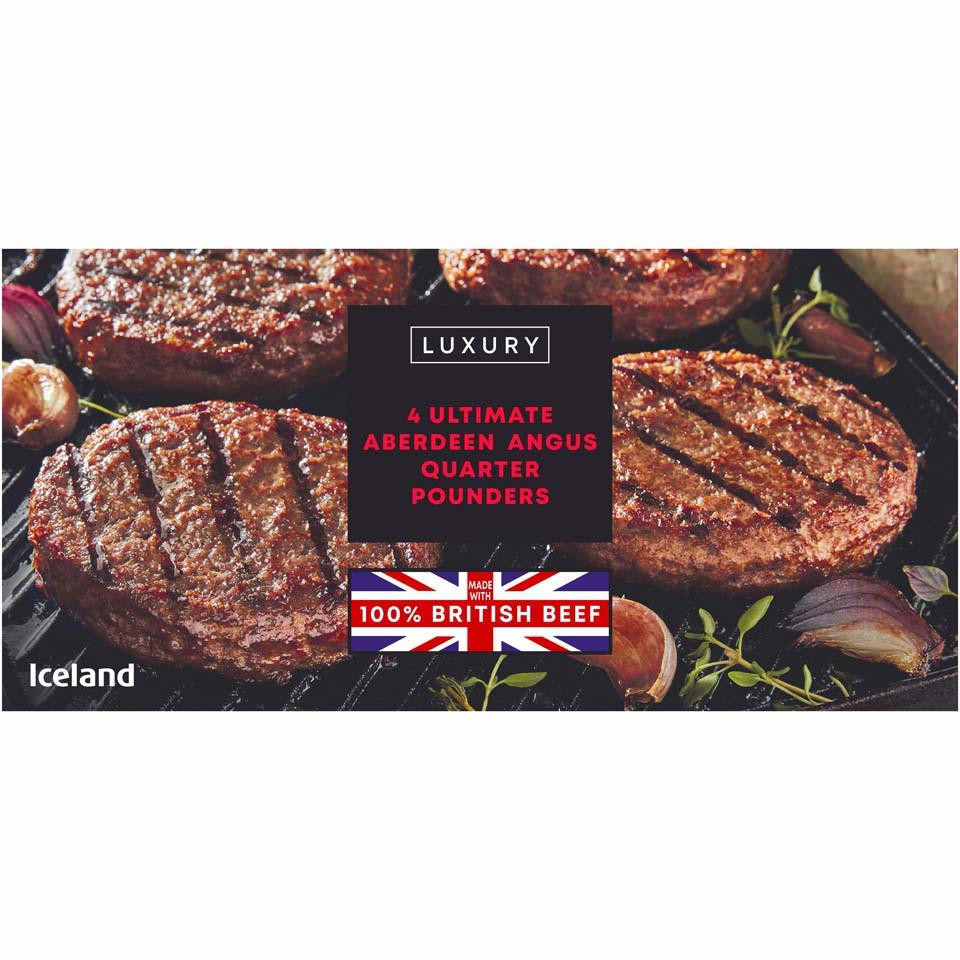 LUXURY
4 ULTIMATE
ABERDEEN ANGUS
QUARTER
POUNDERS
MADE
WITH
100% BRITISH BEEF
Iceland